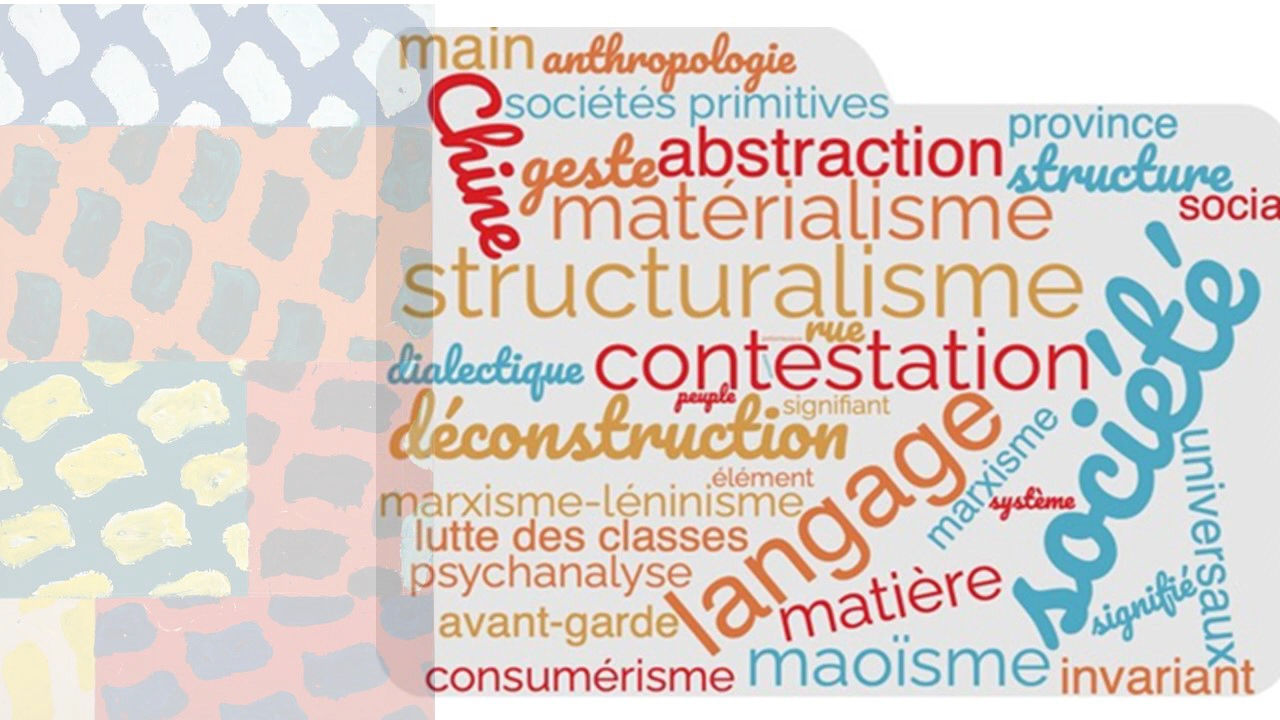 main
anthropologie
Chine
sociétés primitives
province
geste
abstraction
structure
matérialisme
socia
structuralisme
société
rue
dialectique
contestation
peuple
signifiant
déconstruction
langage
marxisme
élément
marxisme-léninisme
système
universaux
lutte des classes
psychanalyse
matière
signifié
avant-garde
consumérisme
maoïsme
invariant